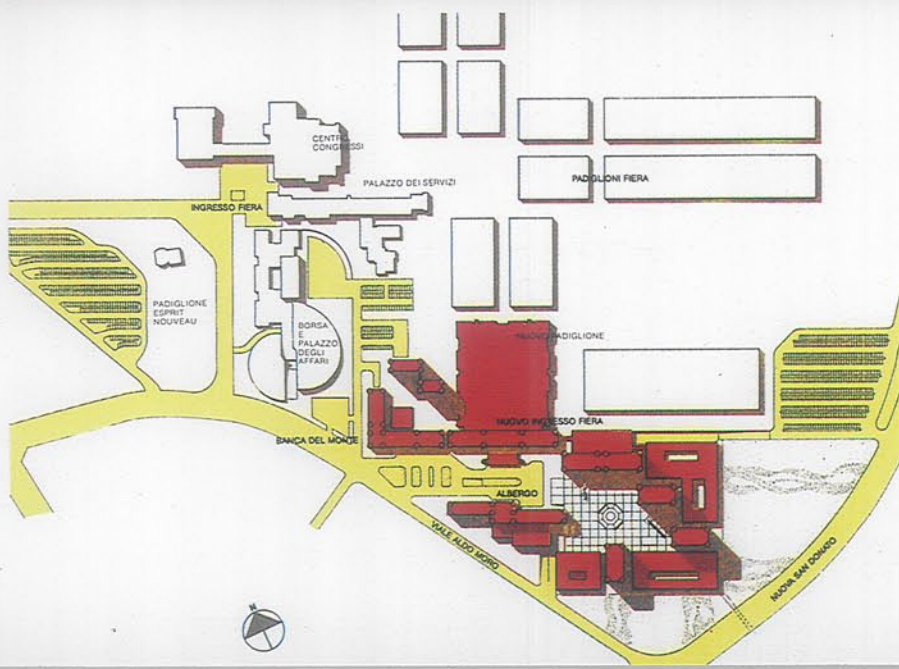 CENTRO
CONGRESSI
PALAZZO DEI SERVIZI
PADIGLIONI FIERA
INGRESSO FIERA
PADIGLIONE
ESPRIT
NOUVEAU
BORSA
E
PALAZZO
DEGLI
AFFARI
NUOVO PADIGLIONE
NUOVO INGRESSO FIERA
BANCA DEL MONTE
ALBERGO
VIALE ALDO MORO
NUOVA SAN DONATO
N